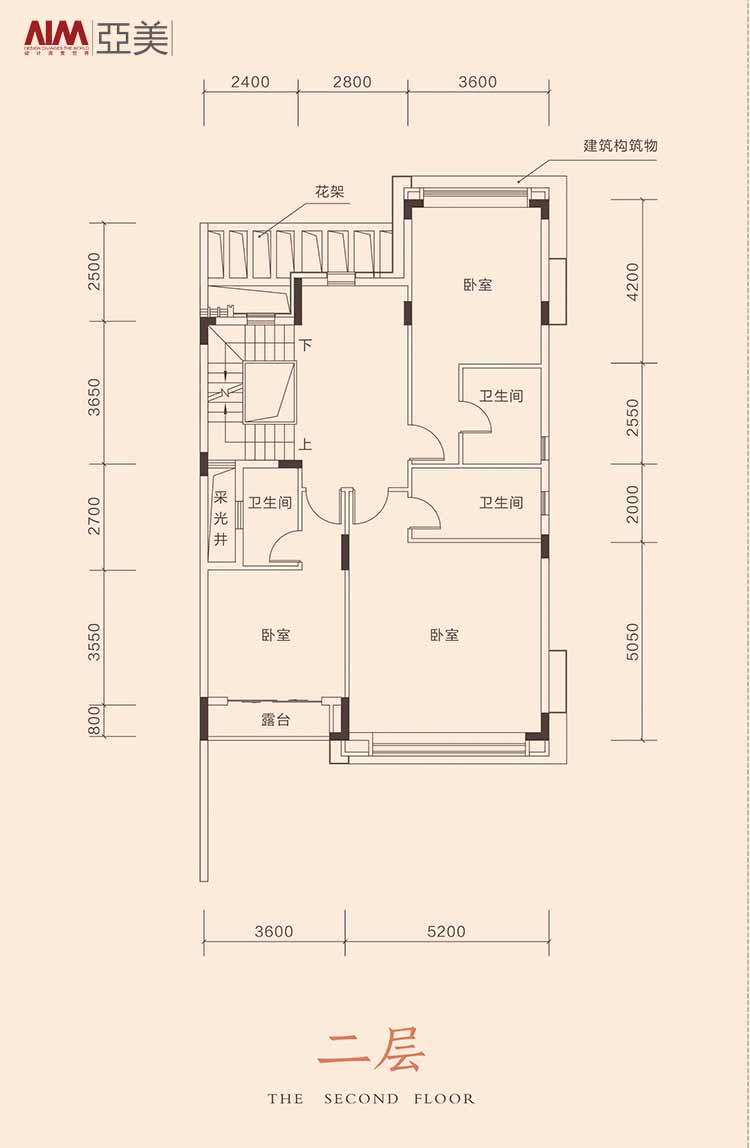 AIM 亞美
DESIGN CHANGES THE WORLD
设计改变世界
2400 2800 3600
建筑构筑物
花架
2500
4200
卧室
下
3650
卫生间
2550
上
采光井
卫生间
卫生间
2700
2000
3550
卧室
卧室
5050
800
露台
3600 5200
二层
THE SECOND FLOOR